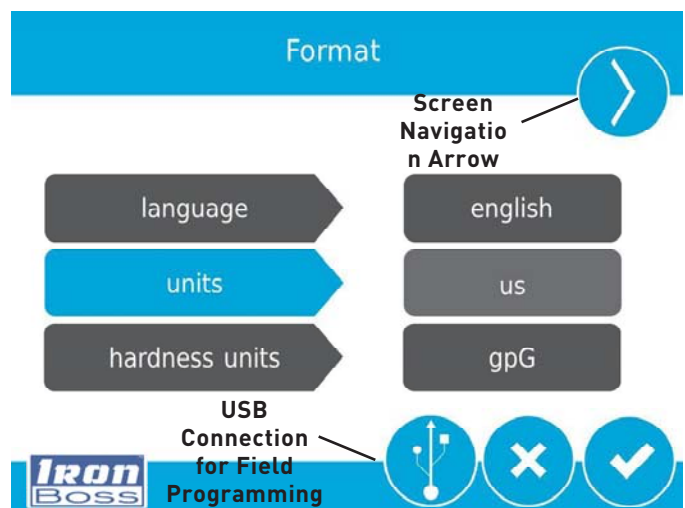 Format
Screen
Navigatio
n Arrow
language
english
units
us
hardness units
gpG
USB
Connection
for Field
Programming
IRON
BOSS